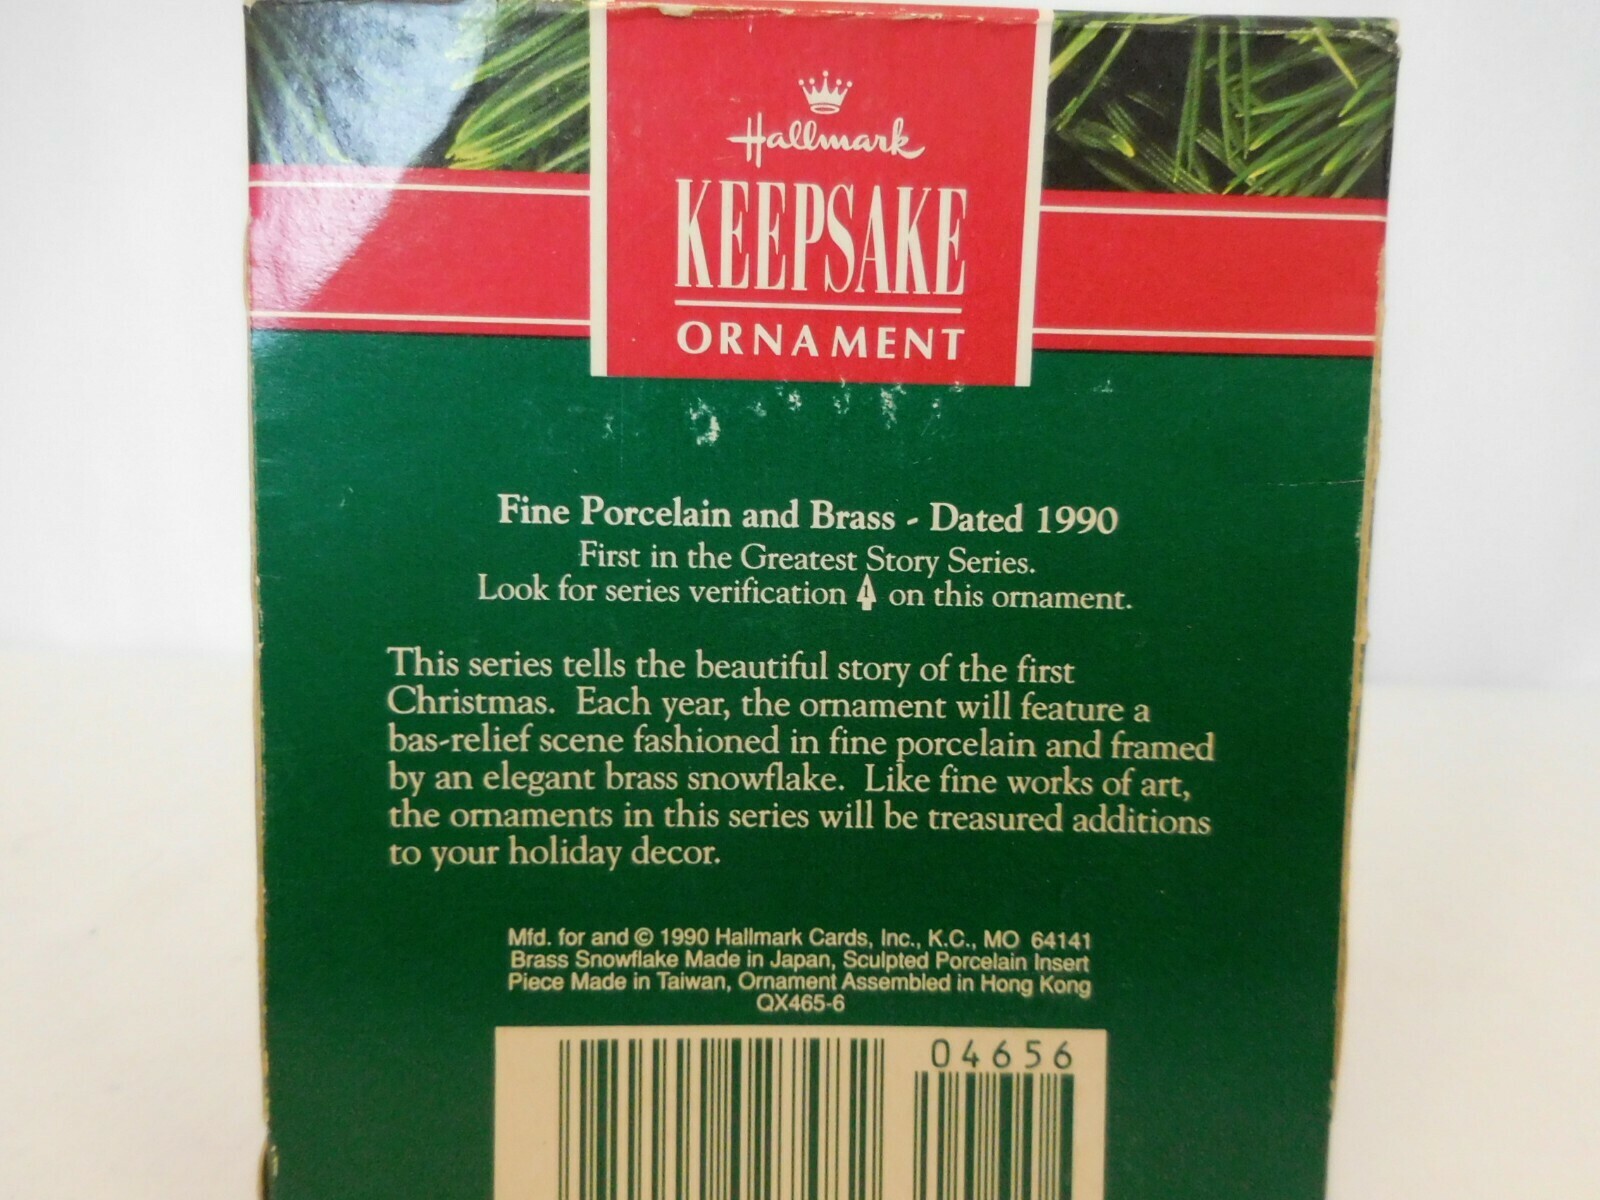 Hallmark
KEEPSAKE
ORNAMENT
Fine Porcelain and Brass - Dated 1990
First in the Greatest Story Series.
Look for series verification 1 on this ornament.
This series tells the beautiful story of the first
Christmas. Each year, the ornament will feature a
bas-relief scene fashioned in fine porcelain and framed
by an elegant brass snowflake. Like fine works of art,
the ornaments in this series will be treasured additions
to your holiday decor.
Mfd. for and © 1990 Hallmark Cards, Inc., K.C., MO 64141
Brass Snowflake Made in Japan, Sculpted Porcelain Insert
Piece Made in Taiwan, Ornament Assembled in Hong Kong
QX465-6
04656